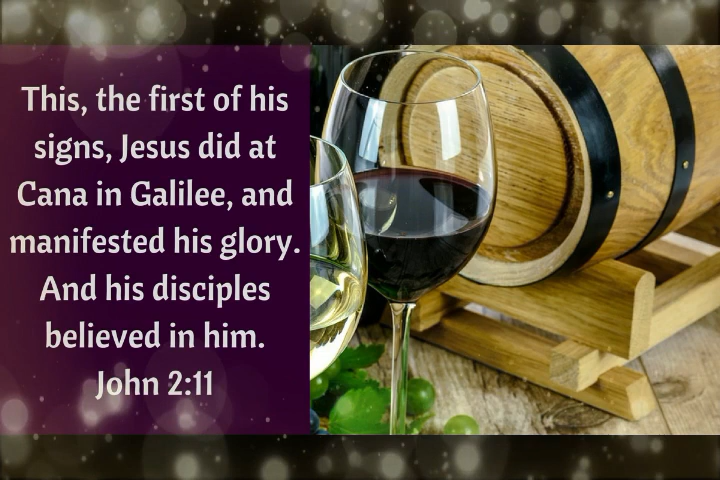 This, the first of his
signs, Jesus did at
Cana in Galilee, and
manifested his glory.
And his disciples
believed in him.
John 2:11